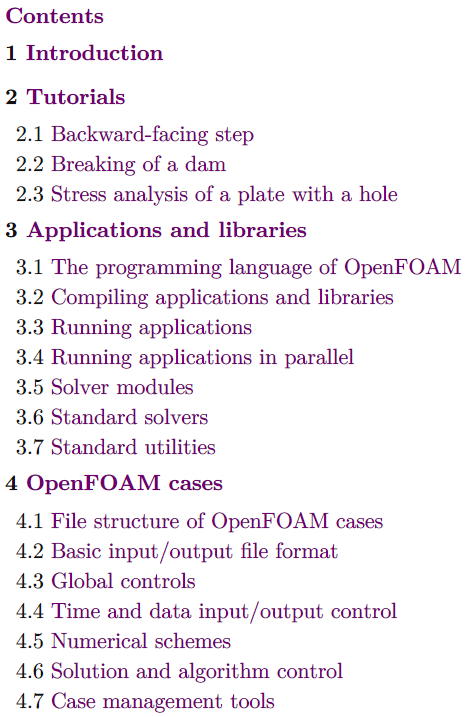 Contents
1 Introduction
2 Tutorials
2.1 Backward-facing step
2.2 Breaking of a dam
2.3 Stress analysis of a plate with a hole
3 Applications and libraries
3.1 The programming language of OpenFOAM
3.2 Compiling applications and libraries
3.3 Running applications
3.4 Running applications in parallel
3.5 Solver modules
3.6 Standard solvers
3.7 Standard utilities
4 OpenFOAM cases
4.1 File structure of OpenFOAM cases
4.2 Basic input/output file format
4.3 Global controls
4.4 Time and data input/output control
4.5 Numerical schemes
4.6 Solution and algorithm control
4.7 Case management tools